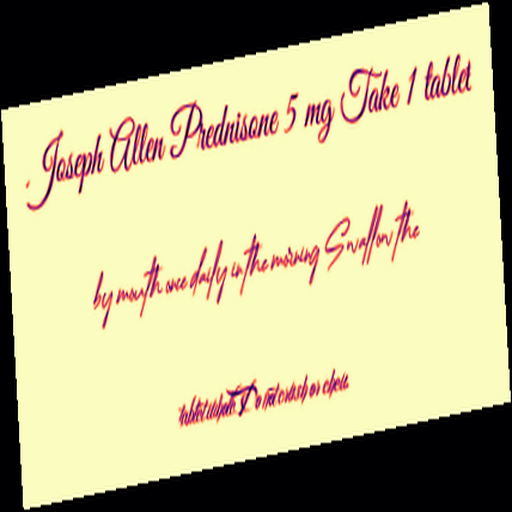 Joseph Allen Prednisone 5 mg Take 1 tablet
by mouth once daily in the morning Swallow the
tablet whole Do not crush or chew